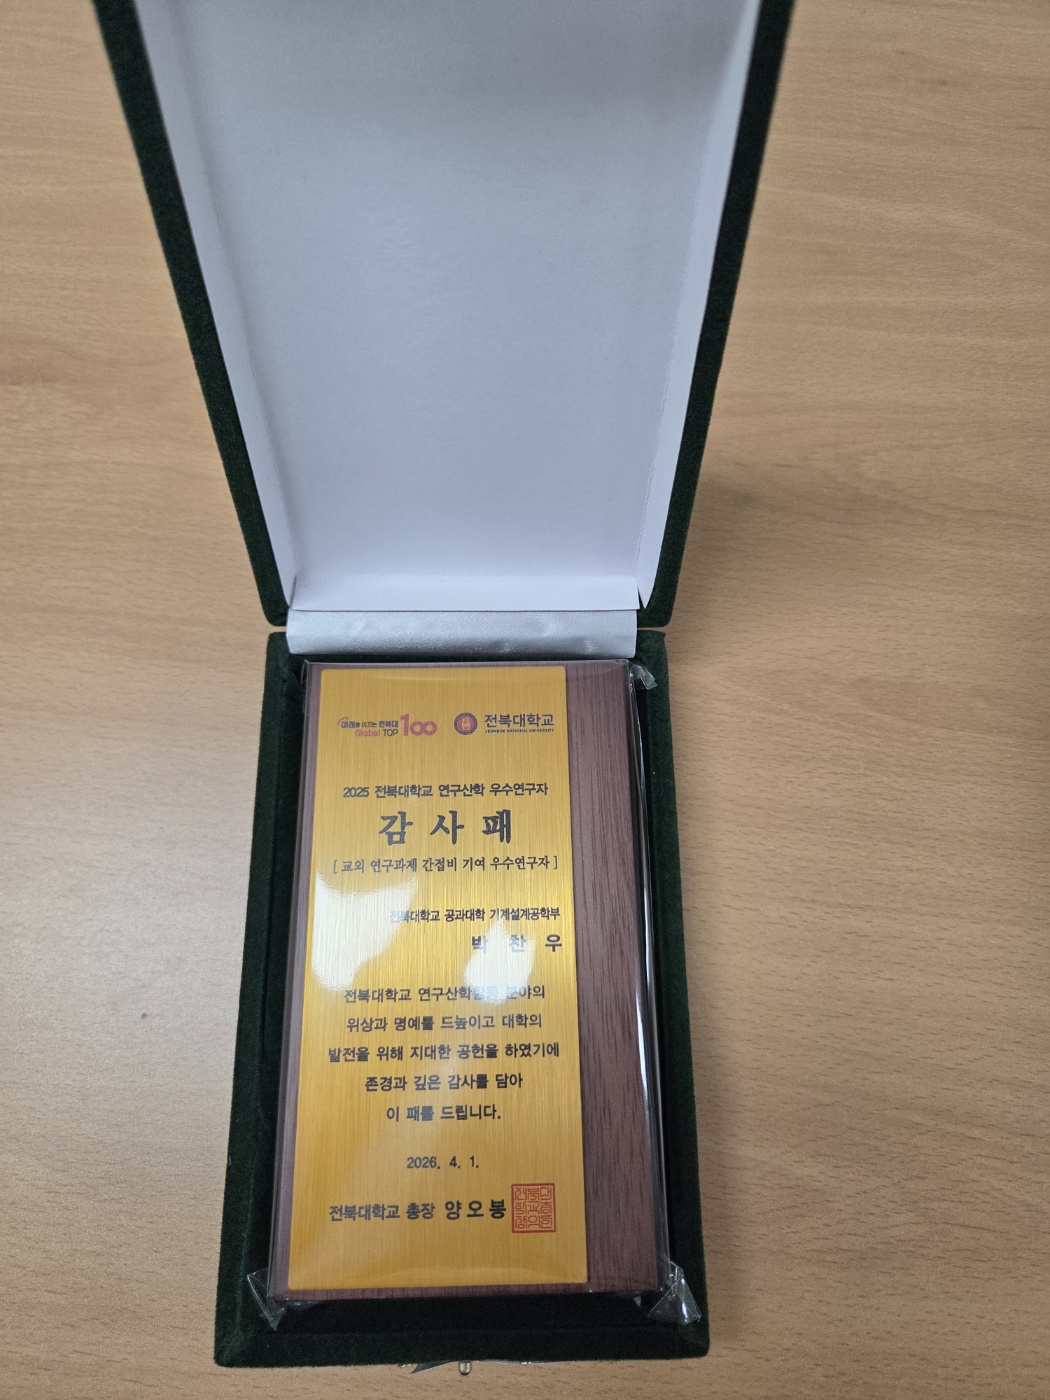 미래를 이끄는 전북대
Global TOP 100
전북대학교
JEONBUK NATIONAL UNIVERSITY
2025 전북대학교 연구산학 우수연구자
감 사 패
[ 교외 연구과제 간접비 기여 우수연구자 ]
전북대학교 공과대학 기계설계공학부
박 찬 우
전북대학교 연구산학협력 분야의
위상과 명예를 드높이고 대학의
발전을 위해 지대한 공헌을 하였기에
존경과 깊은 감사를 담아
이 패를 드립니다.
2026. 4. 1.
전북대학교 총장 양오봉